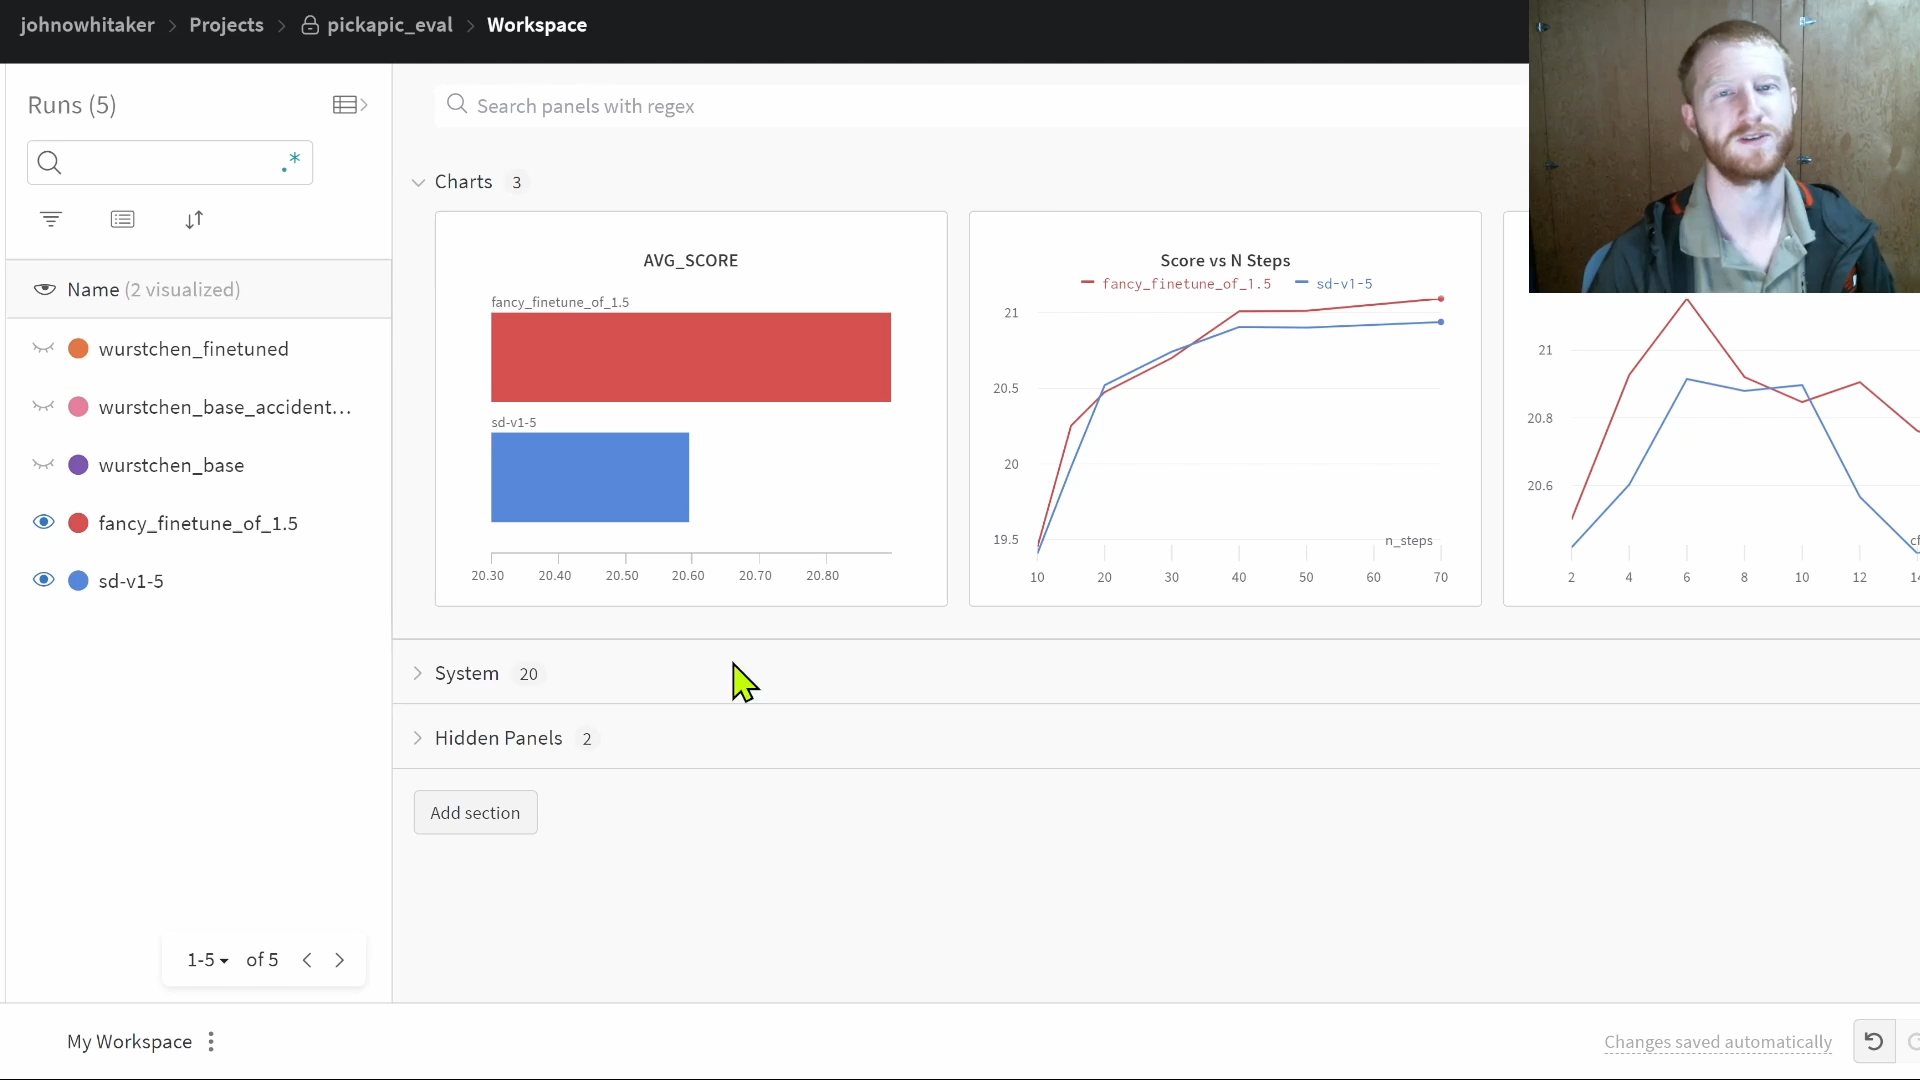 johnowhitaker > Projects > pickapic_eval > Workspace
Runs (5)
.*
Name (2 visualized)
wurstchen_finetuned
wurstchen_base_accident...
wurstchen_base
fancy_finetune_of_1.5
sd-v1-5
1-5 of 5
Search panels with regex
Charts 3
AVG_SCORE
fancy_finetune_of_1.5
sd-v1-5
20.30 20.40 20.50 20.60 20.70 20.80
Score vs N Steps
fancy_finetune_of_1.5 sd-v1-5
21
20.5
20
19.5
n_steps
10 20 30 40 50 60 70
21
20.8
20.6
cf
2 4 6 8 10 12 14
System 20
Hidden Panels 2
Add section
My Workspace
Changes saved automatically